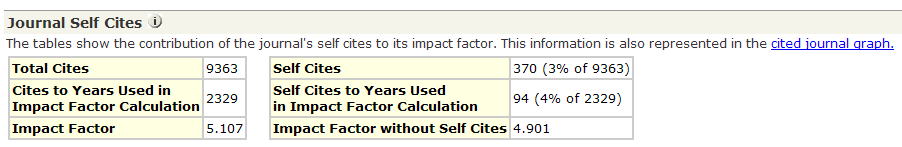 Journal Self Cites
The tables show the contribution of the journal's self cites to its impact factor. This information is also represented in the cited journal graph.
Total Cites 9363 Self Cites 370 (3% of 9363)
Cites to Years Used in
Impact Factor Calculation 2329 Self Cites to Years Used
in Impact Factor Calculation 94 (4% of 2329)
Impact Factor 5.107 Impact Factor without Self Cites 4.901